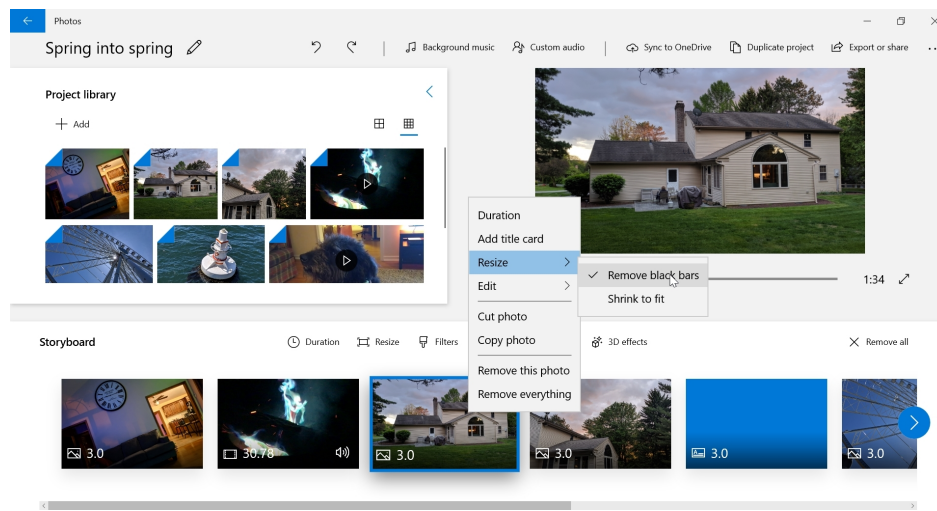 Photos
Spring into spring
Background music
Custom audio
Sync to OneDrive
Duplicate project
Export or share
Project library
Add
Duration
Add title card
Resize
Edit
Cut photo
Copy photo
Remove this photo
Remove everything
Remove black bars
Shrink to fit
1:34
Storyboard
Duration
Resize
Filters
3D effects
Remove all
3.0
30.78
3.0
3.0
3.0
3.0